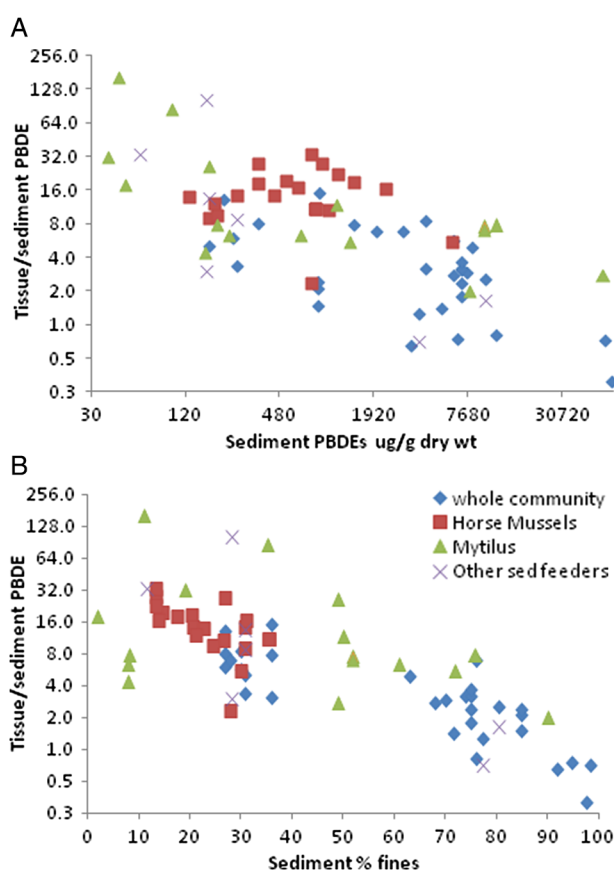 A
Tissue/sediment PBDE
256.0
128.0
64.0
32.0
16.0
8.0
4.0
2.0
1.0
0.5
0.3
30 120 480 1920 7680 30720
Sediment PBDEs ug/g dry wt
B
Tissue/sediment PBDE
256.0
128.0
64.0
32.0
16.0
8.0
4.0
2.0
1.0
0.5
0.3
whole community
Horse Mussels
Mytilus
Other sed feeders
0 10 20 30 40 50 60 70 80 90 100
Sediment % fines